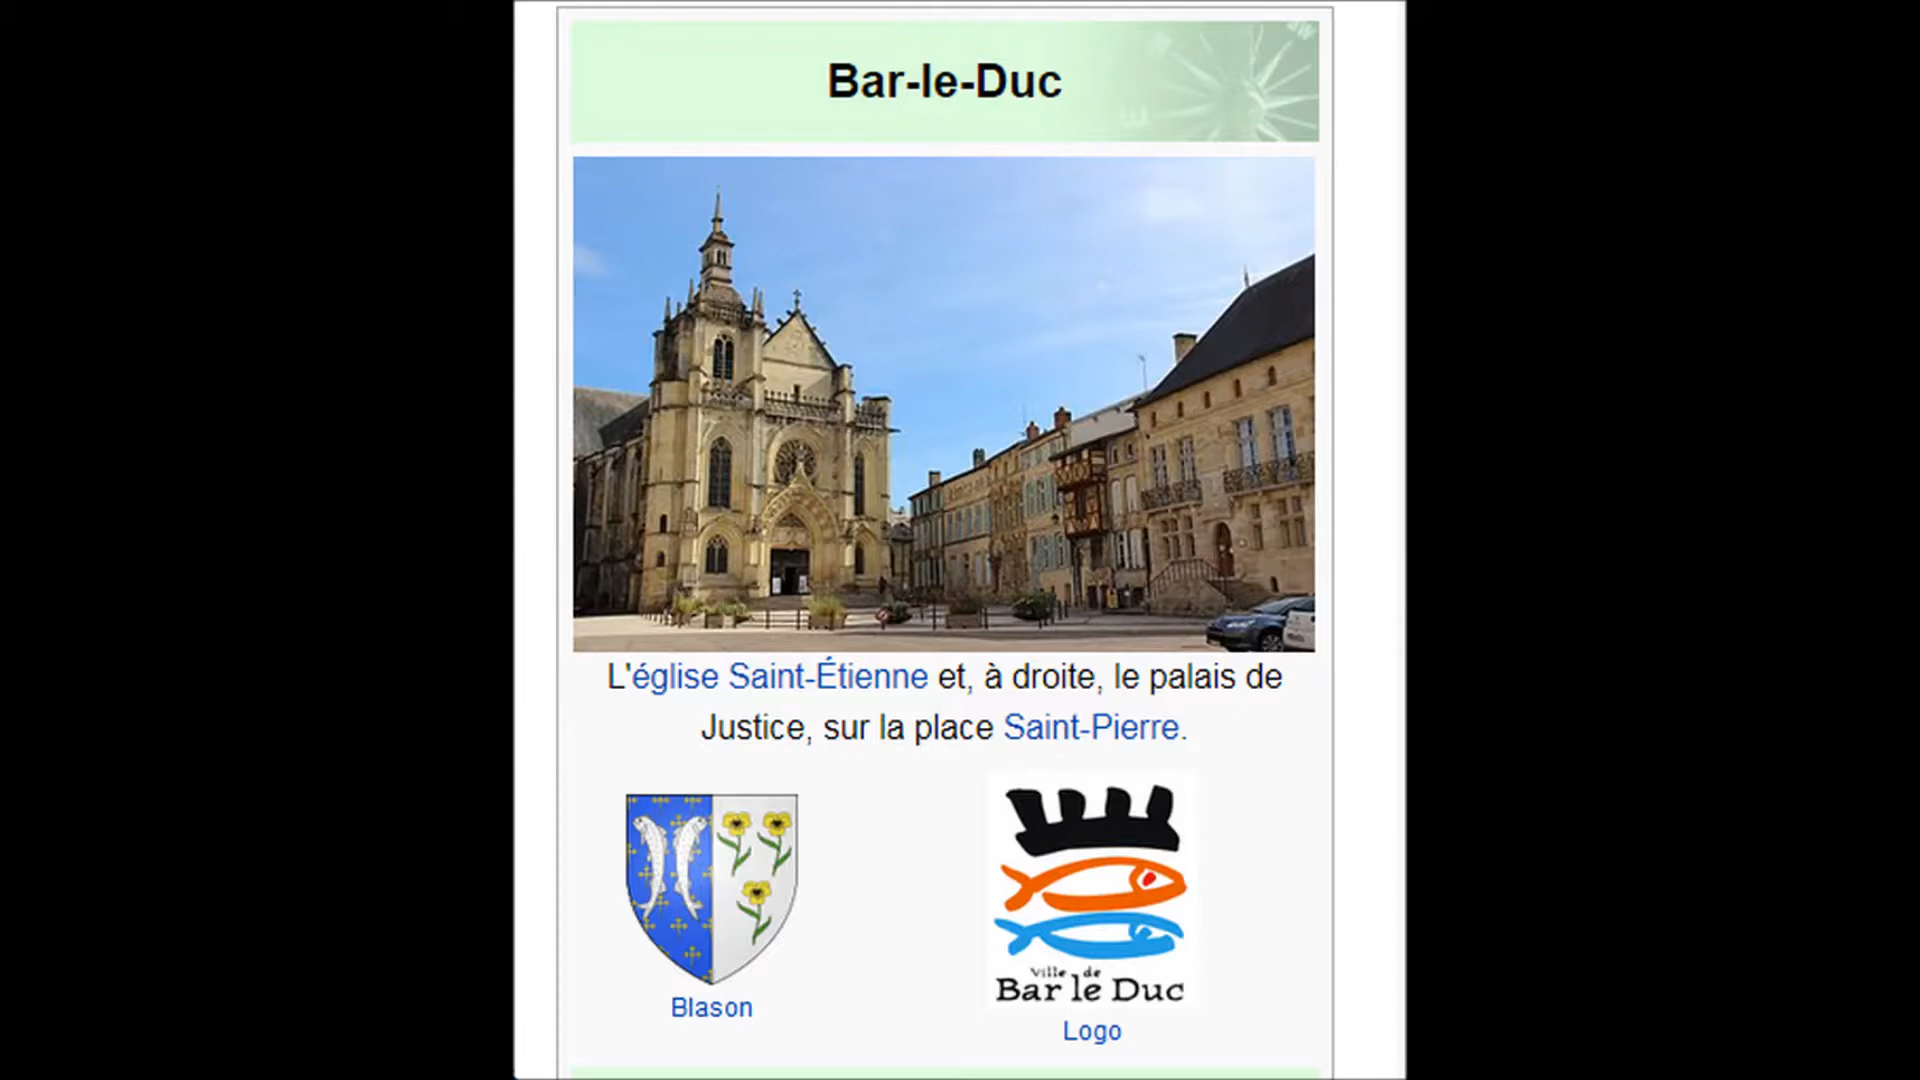 Bar-le-Duc
L'église Saint-Étienne et, à droite, le palais de
Justice, sur la place Saint-Pierre.
Ville de
Bar le Duc
Blason
Logo